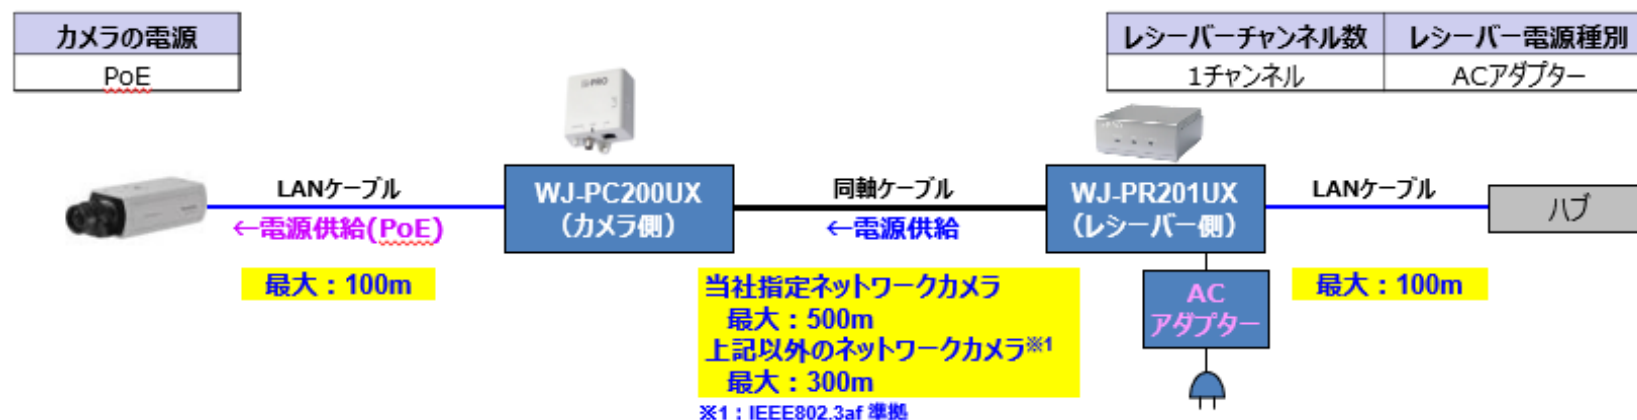 カメラの電源
PoE
レシーバーチャンネル数 レシーバー電源種別
1チャンネル ACアダプター
LANケーブル
←電源供給(PoE)
最大：100m
WJ-PC200UX
（カメラ側）
同軸ケーブル
←電源供給
当社指定ネットワークカメラ
最大：500m
上記以外のネットワークカメラ※1
最大：300m
※1：IEEE802.3af 準拠
WJ-PR201UX
（レシーバー側）
AC
アダプター
LANケーブル
最大：100m
ハブ